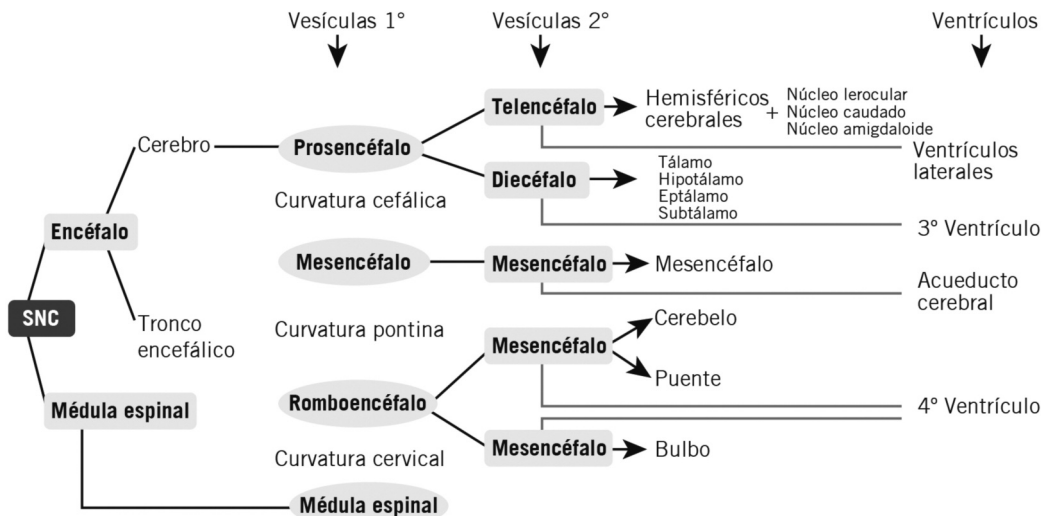 Vesículas 1°
Vesículas 2°
Ventrículos
Telencéfalo
Hemisféricos
cerebrales
+
Núcleo lerocular
Núcleo caudado
Núcleo amigdaloide
Cerebro
Prosencéfalo
Ventrículos
laterales
Diecéfalo
Tálamo
Hipotálamo
Eptálamo
Subtálamo
Curvatura cefálica
3° Ventrículo
Encéfalo
Mesencéfalo
Mesencéfalo
Mesencéfalo
Acueducto
cerebral
SNC
Tronco
encefálico
Curvatura pontina
Mesencéfalo
Cerebelo
Puente
Médula espinal
Romboencéfalo
4° Ventrículo
Mesencéfalo
Bulbo
Curvatura cervical
Médula espinal